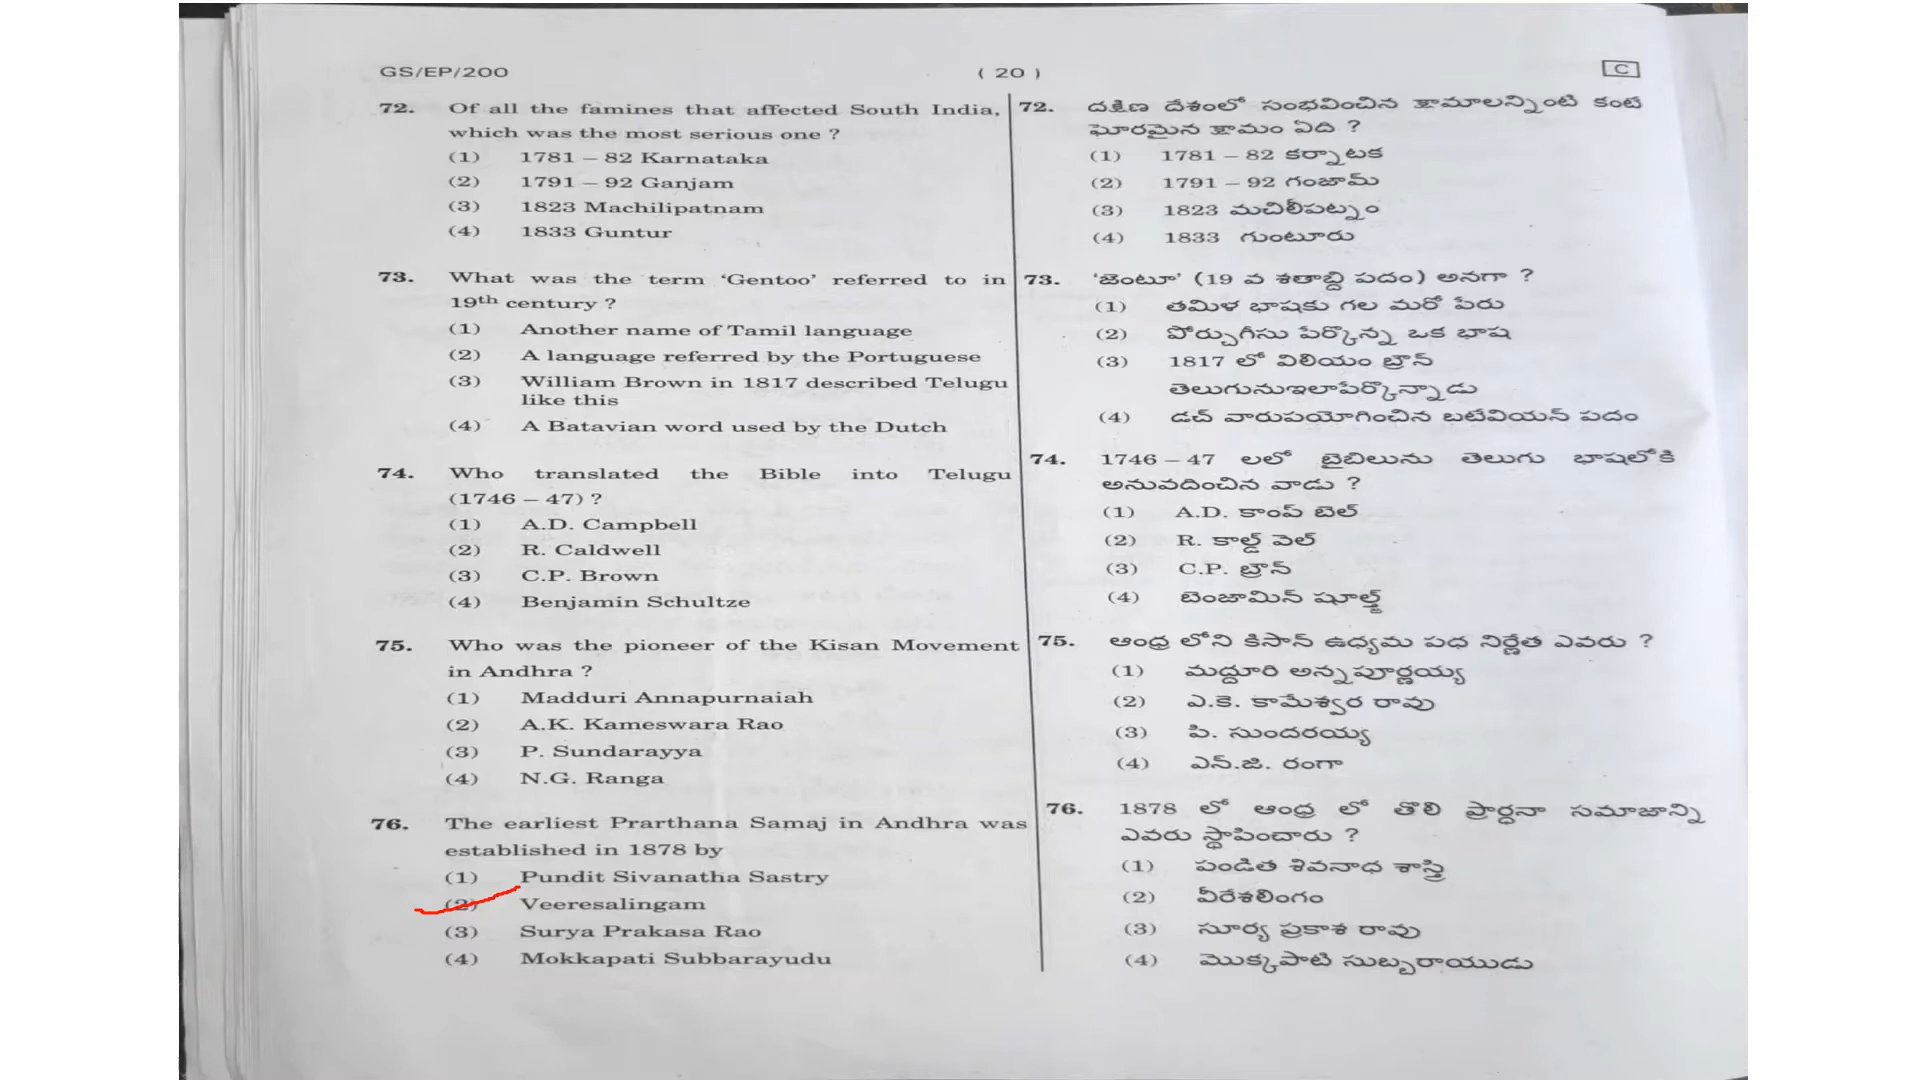 GS/EP/200
( 20 )
C
72. Of all the famines that affected South India,
which was the most serious one ?
(1) 1781 – 82 Karnataka
(2) 1791 – 92 Ganjam
(3) 1823 Machilipatnam
(4) 1833 Guntur
73. What was the term ‘Gentoo’ referred to in
19th century ?
(1) Another name of Tamil language
(2) A language referred by the Portuguese
(3) William Brown in 1817 described Telugu
like this
(4) A Batavian word used by the Dutch
74. Who translated the Bible into Telugu
(1746 – 47) ?
(1) A.D. Campbell
(2) R. Caldwell
(3) C.P. Brown
(4) Benjamin Schultze
75. Who was the pioneer of the Kisan Movement
in Andhra ?
(1) Madduri Annapurnaiah
(2) A.K. Kameswara Rao
(3) P. Sundarayya
(4) N.G. Ranga
76. The earliest Prarthana Samaj in Andhra was
established in 1878 by
(1) Pundit Sivanatha Sastry
(2) Veeresalingam
(3) Surya Prakasa Rao
(4) Mokkapati Subbarayudu
72. దక్షిణ దేశంలో సంభవించిన కామాలన్నింటి కంటే
ఘోరమైన కామం ఏది ?
(1) 1781 – 82 కర్నాటక
(2) 1791 – 92 గంజామ్
(3) 1823 మచిలీపట్నం
(4) 1833 గుంటూరు
73. ‘జెంటూ’ (19 వ శతాబ్ది పదం) అనగా ?
(1) తమిళ భాషకు గల మరో పేరు
(2) పోర్చుగీసు పేర్కొన్న ఒక భాష
(3) 1817 లో విలియం బ్రౌన్
తెలుగునుఇలాపేర్కొన్నాడు
(4) డచ్ వారుపయోగించిన బటేవియన్ పదం
74. 1746 – 47 లలో బైబిలును తెలుగు భాషలోకి
అనువదించిన వాడు ?
(1) A.D. కాంప్ బెల్
(2) R. కాల్డ్ వెల్
(3) C.P. బ్రౌన్
(4) బెంజామిన్ షూల్త్జ్
75. ఆంధ్ర లోని కిసాన్ ఉధ్యమ పధ నిర్ణేత ఎవరు ?
(1) మద్దూరి అన్నపూర్ణయ్య
(2) ఎ.కె. కామేశ్వర రావు
(3) పి. సుందరయ్య
(4) ఎన్.జి. రంగా
76. 1878 లో ఆంధ్ర లో తొలి ప్రార్ధనా సమాజాన్ని
ఎవరు స్థాపించారు ?
(1) పండిత శివనాధ శాస్త్రి
(2) వీరేశలింగం
(3) సూర్య ప్రకాశ రావు
(4) మొక్కపాటి సుబ్బరాయుడు